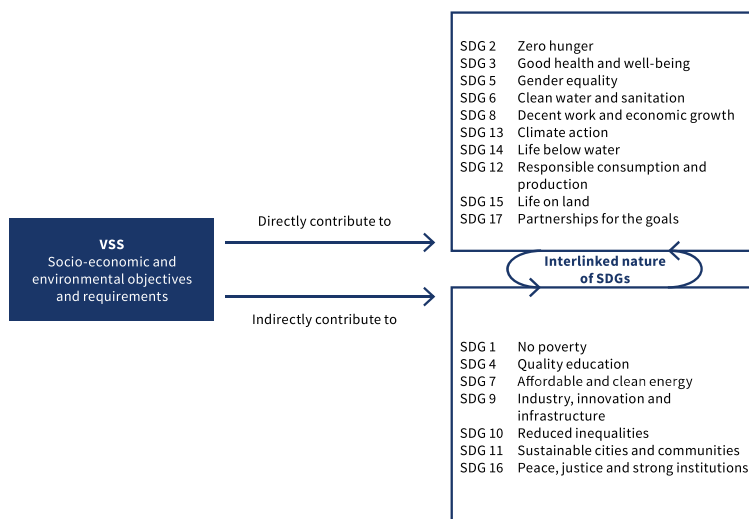 VSS
Socio-economic and
environmental objectives
and requirements
Directly contribute to
Indirectly contribute to
SDG 2 Zero hunger
SDG 3 Good health and well-being
SDG 5 Gender equality
SDG 6 Clean water and sanitation
SDG 8 Decent work and economic growth
SDG 13 Climate action
SDG 14 Life below water
SDG 12 Responsible consumption and
production
SDG 15 Life on land
SDG 17 Partnerships for the goals
Interlinked nature
of SDGs
SDG 1 No poverty
SDG 4 Quality education
SDG 7 Affordable and clean energy
SDG 9 Industry, innovation and
infrastructure
SDG 10 Reduced inequalities
SDG 11 Sustainable cities and communities
SDG 16 Peace, justice and strong institutions